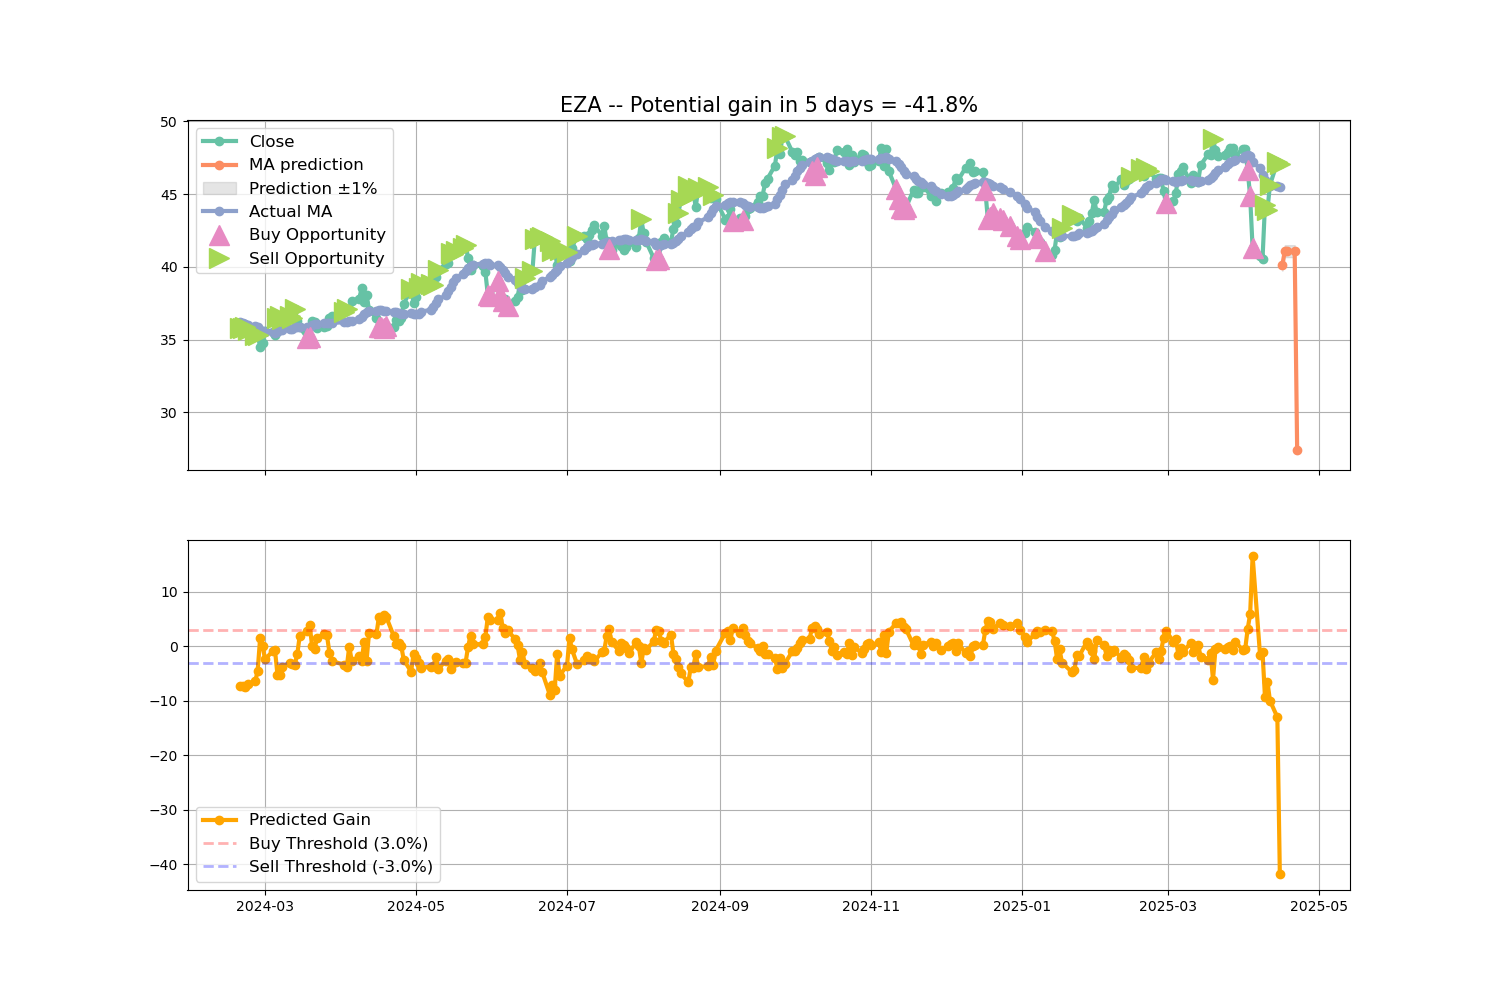 EZA -- Potential gain in 5 days = -41.8%
50
45
40
35
30
Close
MA prediction
Prediction ±1%
Actual MA
Buy Opportunity
Sell Opportunity
10
0
−10
−20
−30
−40
Predicted Gain
Buy Threshold (3.0%)
Sell Threshold (-3.0%)
2024-03 2024-05 2024-07 2024-09 2024-11 2025-01 2025-03 2025-05